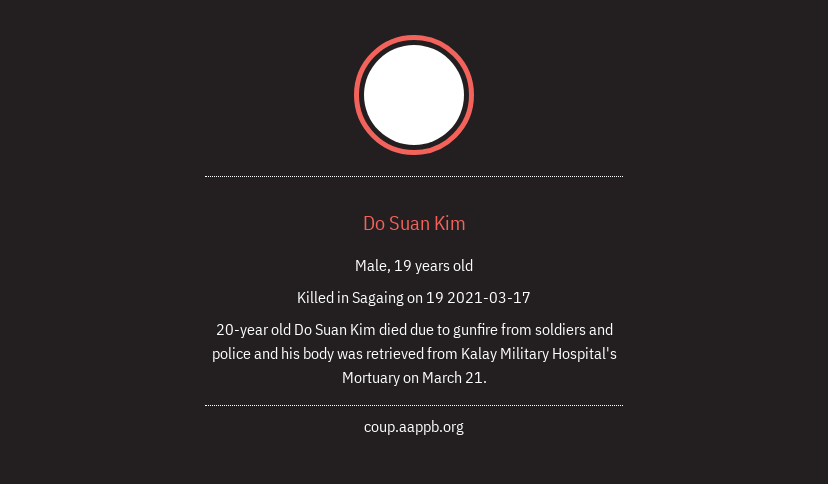 Do Suan Kim
Male, 19 years old
Killed in Sagaing on 19 2021-03-17
20-year old Do Suan Kim died due to gunfire from soldiers and
police and his body was retrieved from Kalay Military Hospital's
Mortuary on March 21.
coup.aappb.org